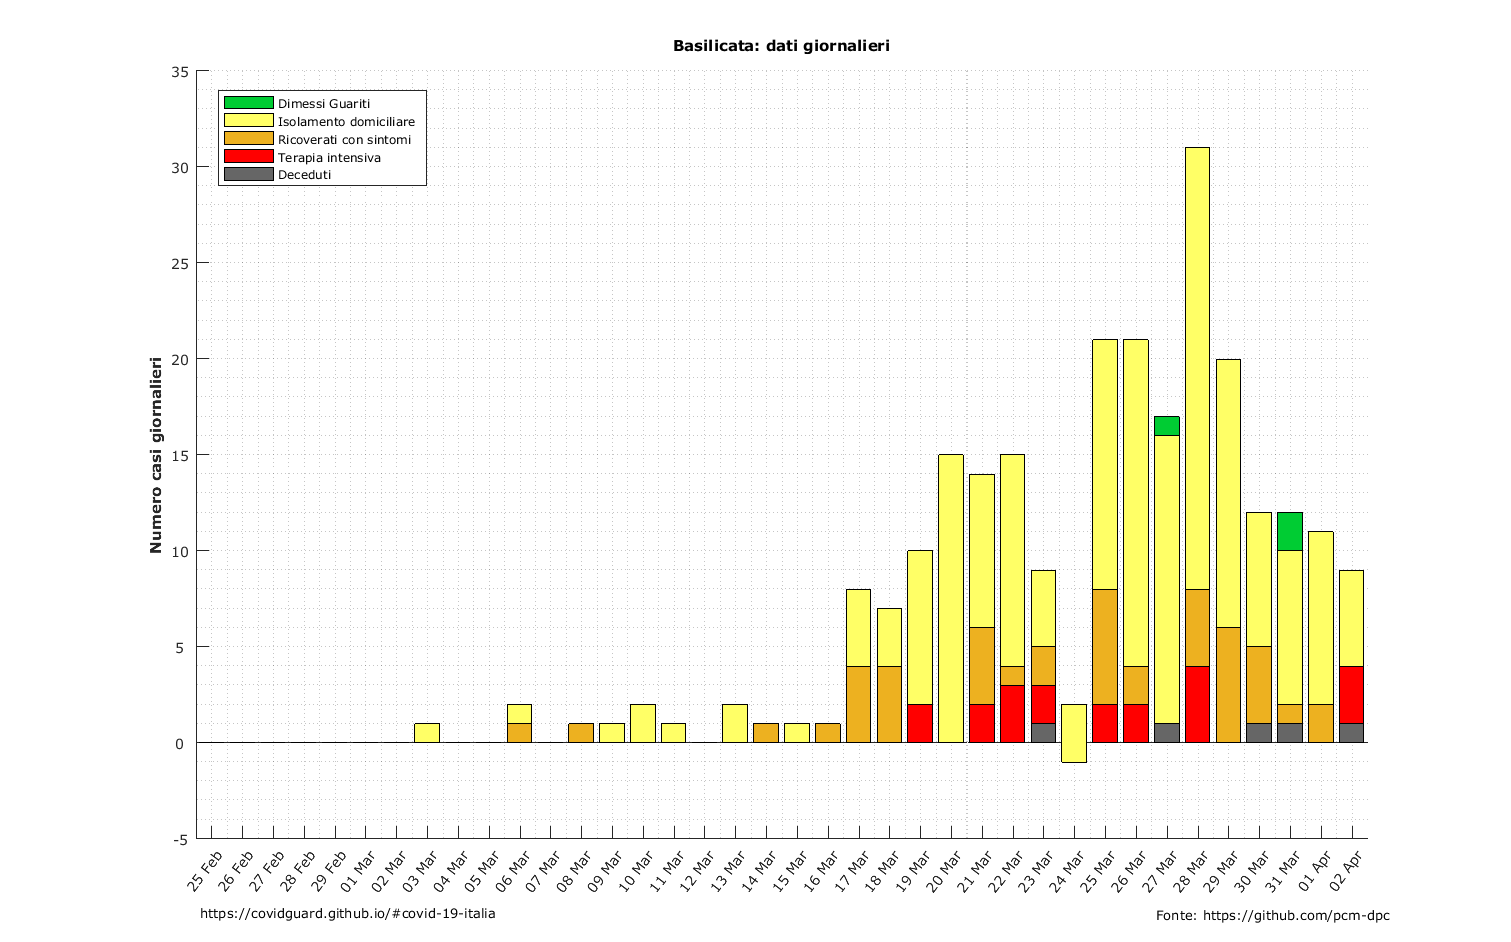 Basilicata: dati giornalieri
Numero casi giornalieri
35
30
25
20
15
10
5
0
-5
Dimessi Guariti
Isolamento domiciliare
Ricoverati con sintomi
Terapia intensiva
Deceduti
25 Feb
26 Feb
27 Feb
28 Feb
29 Feb
01 Mar
02 Mar
03 Mar
04 Mar
05 Mar
06 Mar
07 Mar
08 Mar
09 Mar
10 Mar
11 Mar
12 Mar
13 Mar
14 Mar
15 Mar
16 Mar
17 Mar
18 Mar
19 Mar
20 Mar
21 Mar
22 Mar
23 Mar
24 Mar
25 Mar
26 Mar
27 Mar
28 Mar
29 Mar
30 Mar
31 Mar
01 Apr
02 Apr
https://covidguard.github.io/#covid-19-italia
Fonte: https://github.com/pcm-dpc